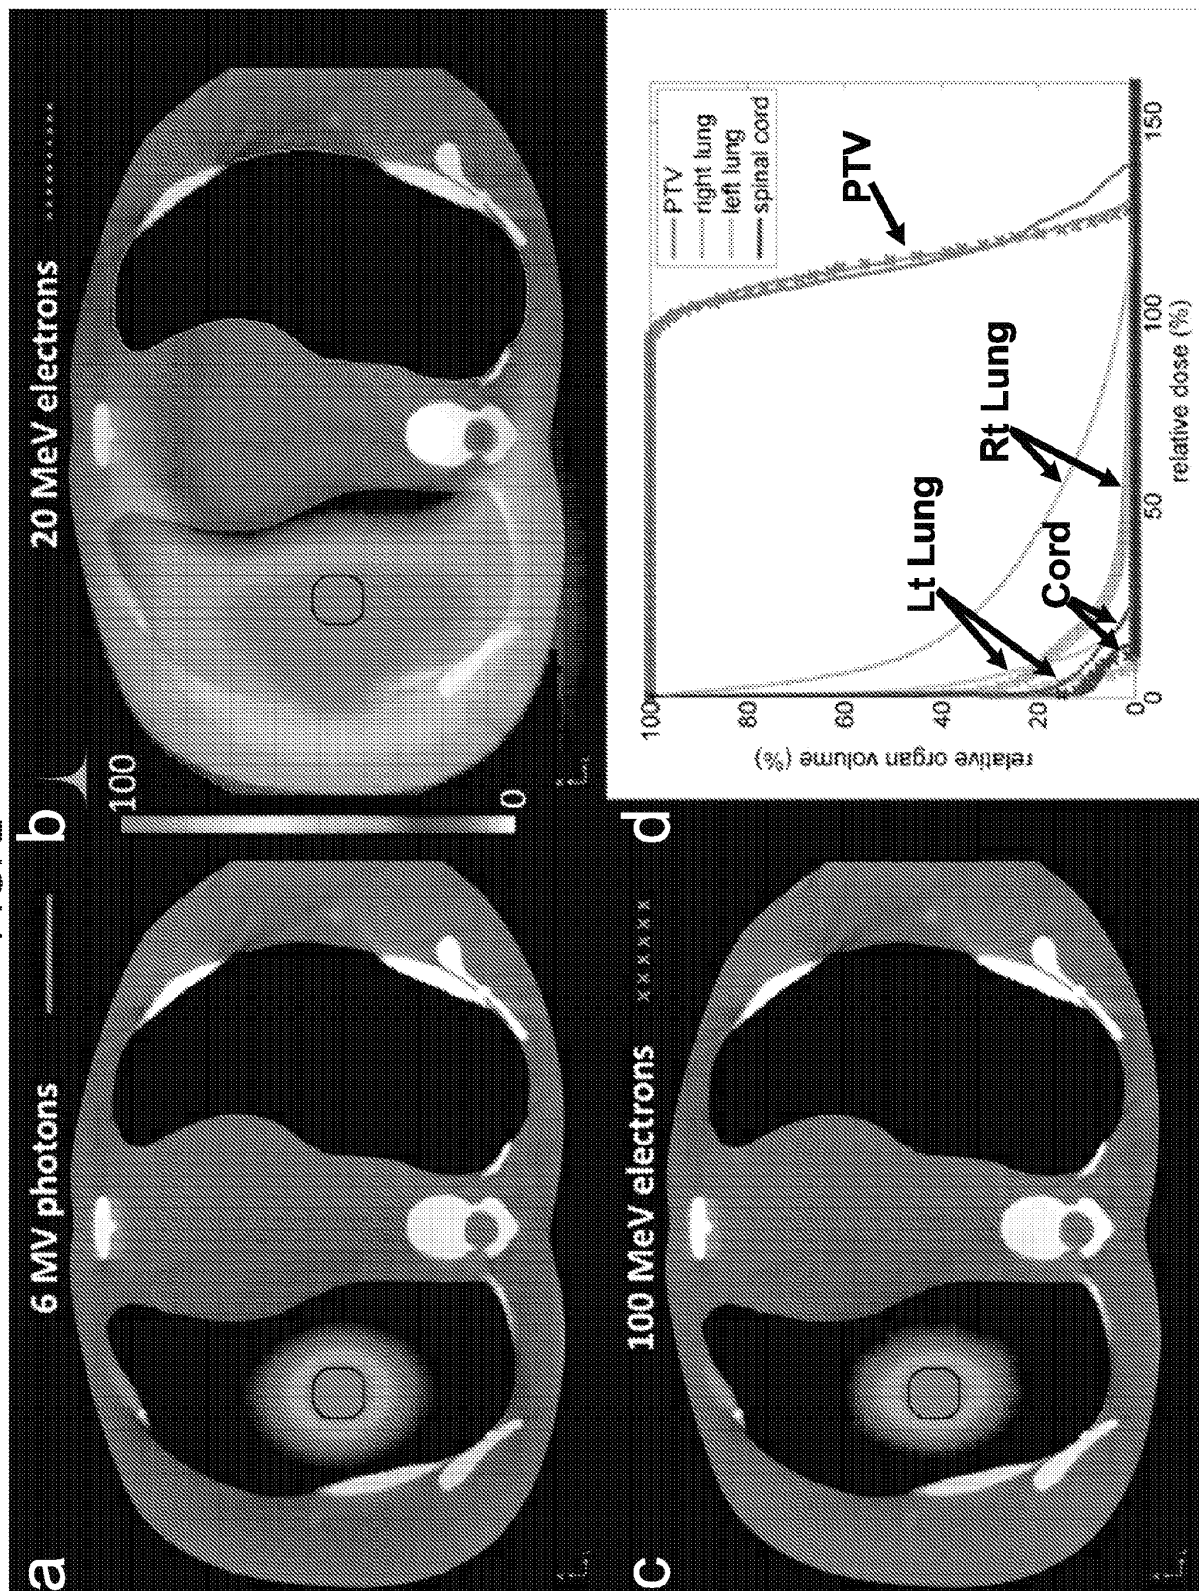 a
6 MV photons
b
20 MeV electrons
100
0
c
100 MeV electrons
x x x x x x
d
PTV
right lung
left lung
spinal cord
PTV
Rt Lung
Lt Lung
Cord
relative organ volume (%)
100
80
60
40
20
0
0
50
100
150
relative dose (%)